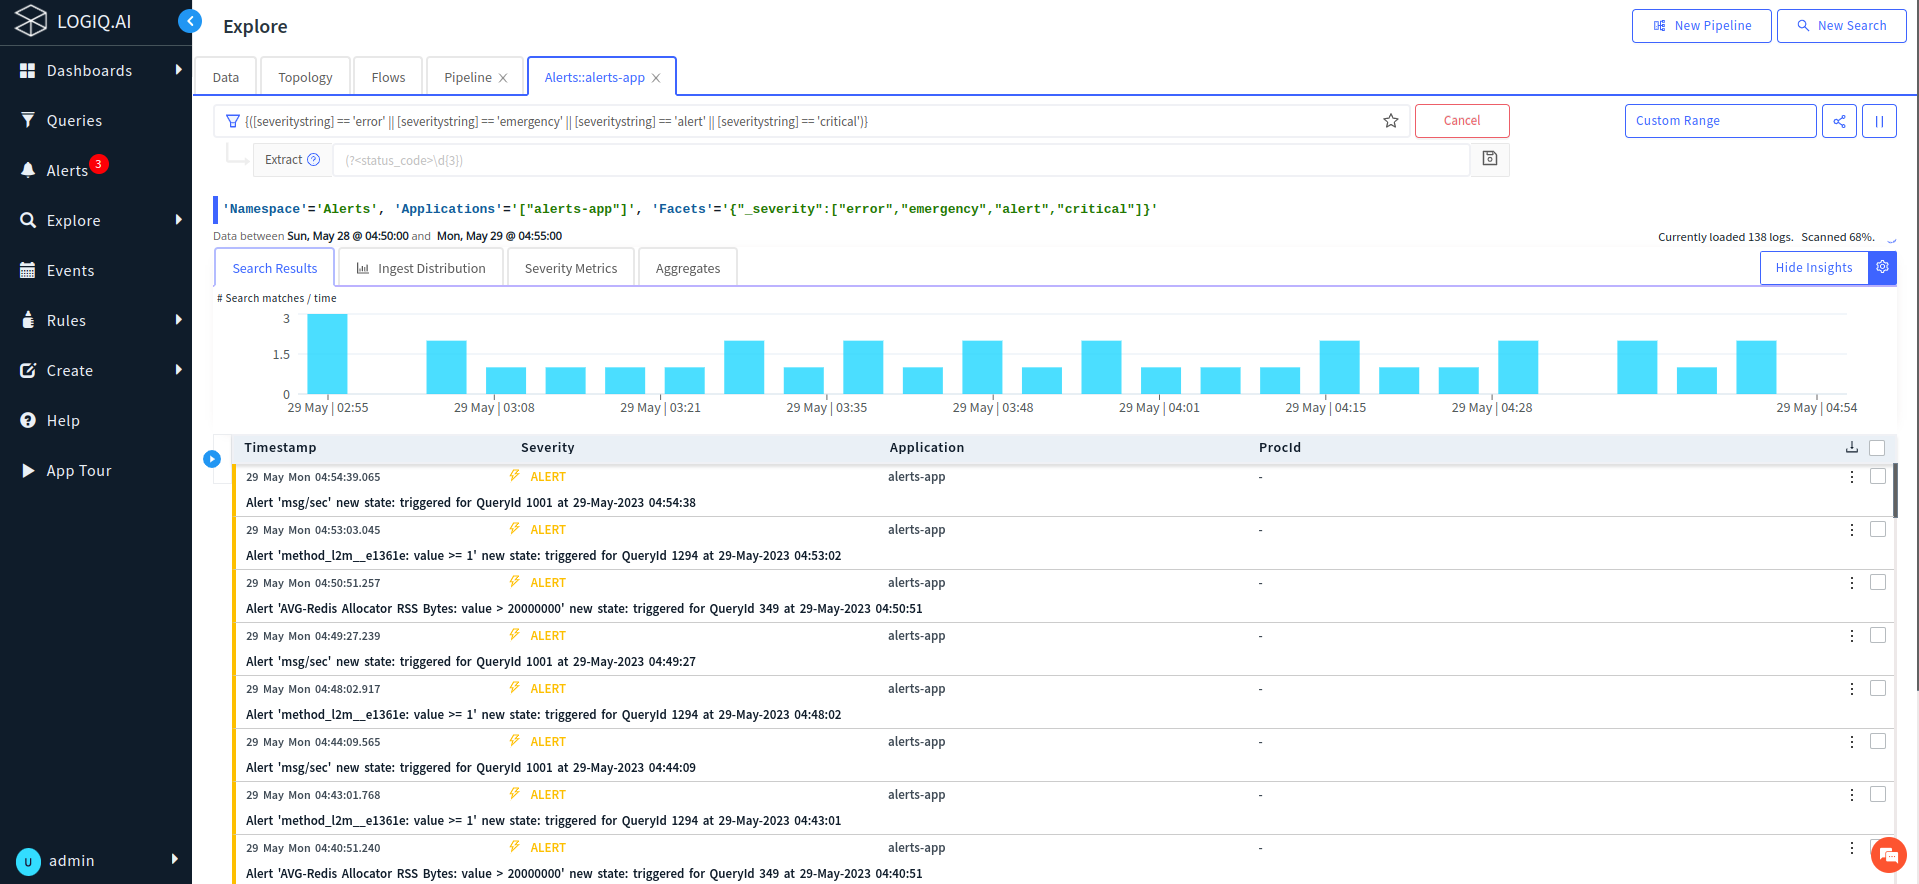 LOGIQ.AI
Dashboards
Queries
Alerts 3
Explore
Events
Rules
Create
Help
App Tour
U admin
Explore
New Pipeline
New Search
Data
Topology
Flows
Pipeline
Alerts::alerts-app
{([severitystring] == 'error' || [severitystring] == 'emergency' || [severitystring] == 'alert' || [severitystring] == 'critical')}
Cancel
Custom Range
Extract
(?<status_code>\d{3})
'Namespace'='Alerts', 'Applications'='["alerts-app"]', 'Facets'='{"_severity":["error","emergency","alert","critical"]}'
Data between Sun, May 28 @ 04:50:00 and Mon, May 29 @ 04:55:00
Currently loaded 138 logs. Scanned 68%.
Search Results
Ingest Distribution
Severity Metrics
Aggregates
Hide Insights
# Search matches / time
3
1.5
0
29 May | 02:55
29 May | 03:08
29 May | 03:21
29 May | 03:35
29 May | 03:48
29 May | 04:01
29 May | 04:15
29 May | 04:28
29 May | 04:54
Timestamp Severity Application ProcId
29 May Mon 04:54:39.065 ALERT alerts-app -
Alert 'msg/sec' new state: triggered for QueryId 1001 at 29-May-2023 04:54:38
29 May Mon 04:53:03.045 ALERT alerts-app -
Alert 'method_l2m__e1361e: value >= 1' new state: triggered for QueryId 1294 at 29-May-2023 04:53:02
29 May Mon 04:50:51.257 ALERT alerts-app -
Alert 'AVG-Redis Allocator RSS Bytes: value > 20000000' new state: triggered for QueryId 349 at 29-May-2023 04:50:51
29 May Mon 04:49:27.239 ALERT alerts-app -
Alert 'msg/sec' new state: triggered for QueryId 1001 at 29-May-2023 04:49:27
29 May Mon 04:48:02.917 ALERT alerts-app -
Alert 'method_l2m__e1361e: value >= 1' new state: triggered for QueryId 1294 at 29-May-2023 04:48:02
29 May Mon 04:44:09.565 ALERT alerts-app -
Alert 'msg/sec' new state: triggered for QueryId 1001 at 29-May-2023 04:44:09
29 May Mon 04:43:01.768 ALERT alerts-app -
Alert 'method_l2m__e1361e: value >= 1' new state: triggered for QueryId 1294 at 29-May-2023 04:43:01
29 May Mon 04:40:51.240 ALERT alerts-app -
Alert 'AVG-Redis Allocator RSS Bytes: value > 20000000' new state: triggered for QueryId 349 at 29-May-2023 04:40:51